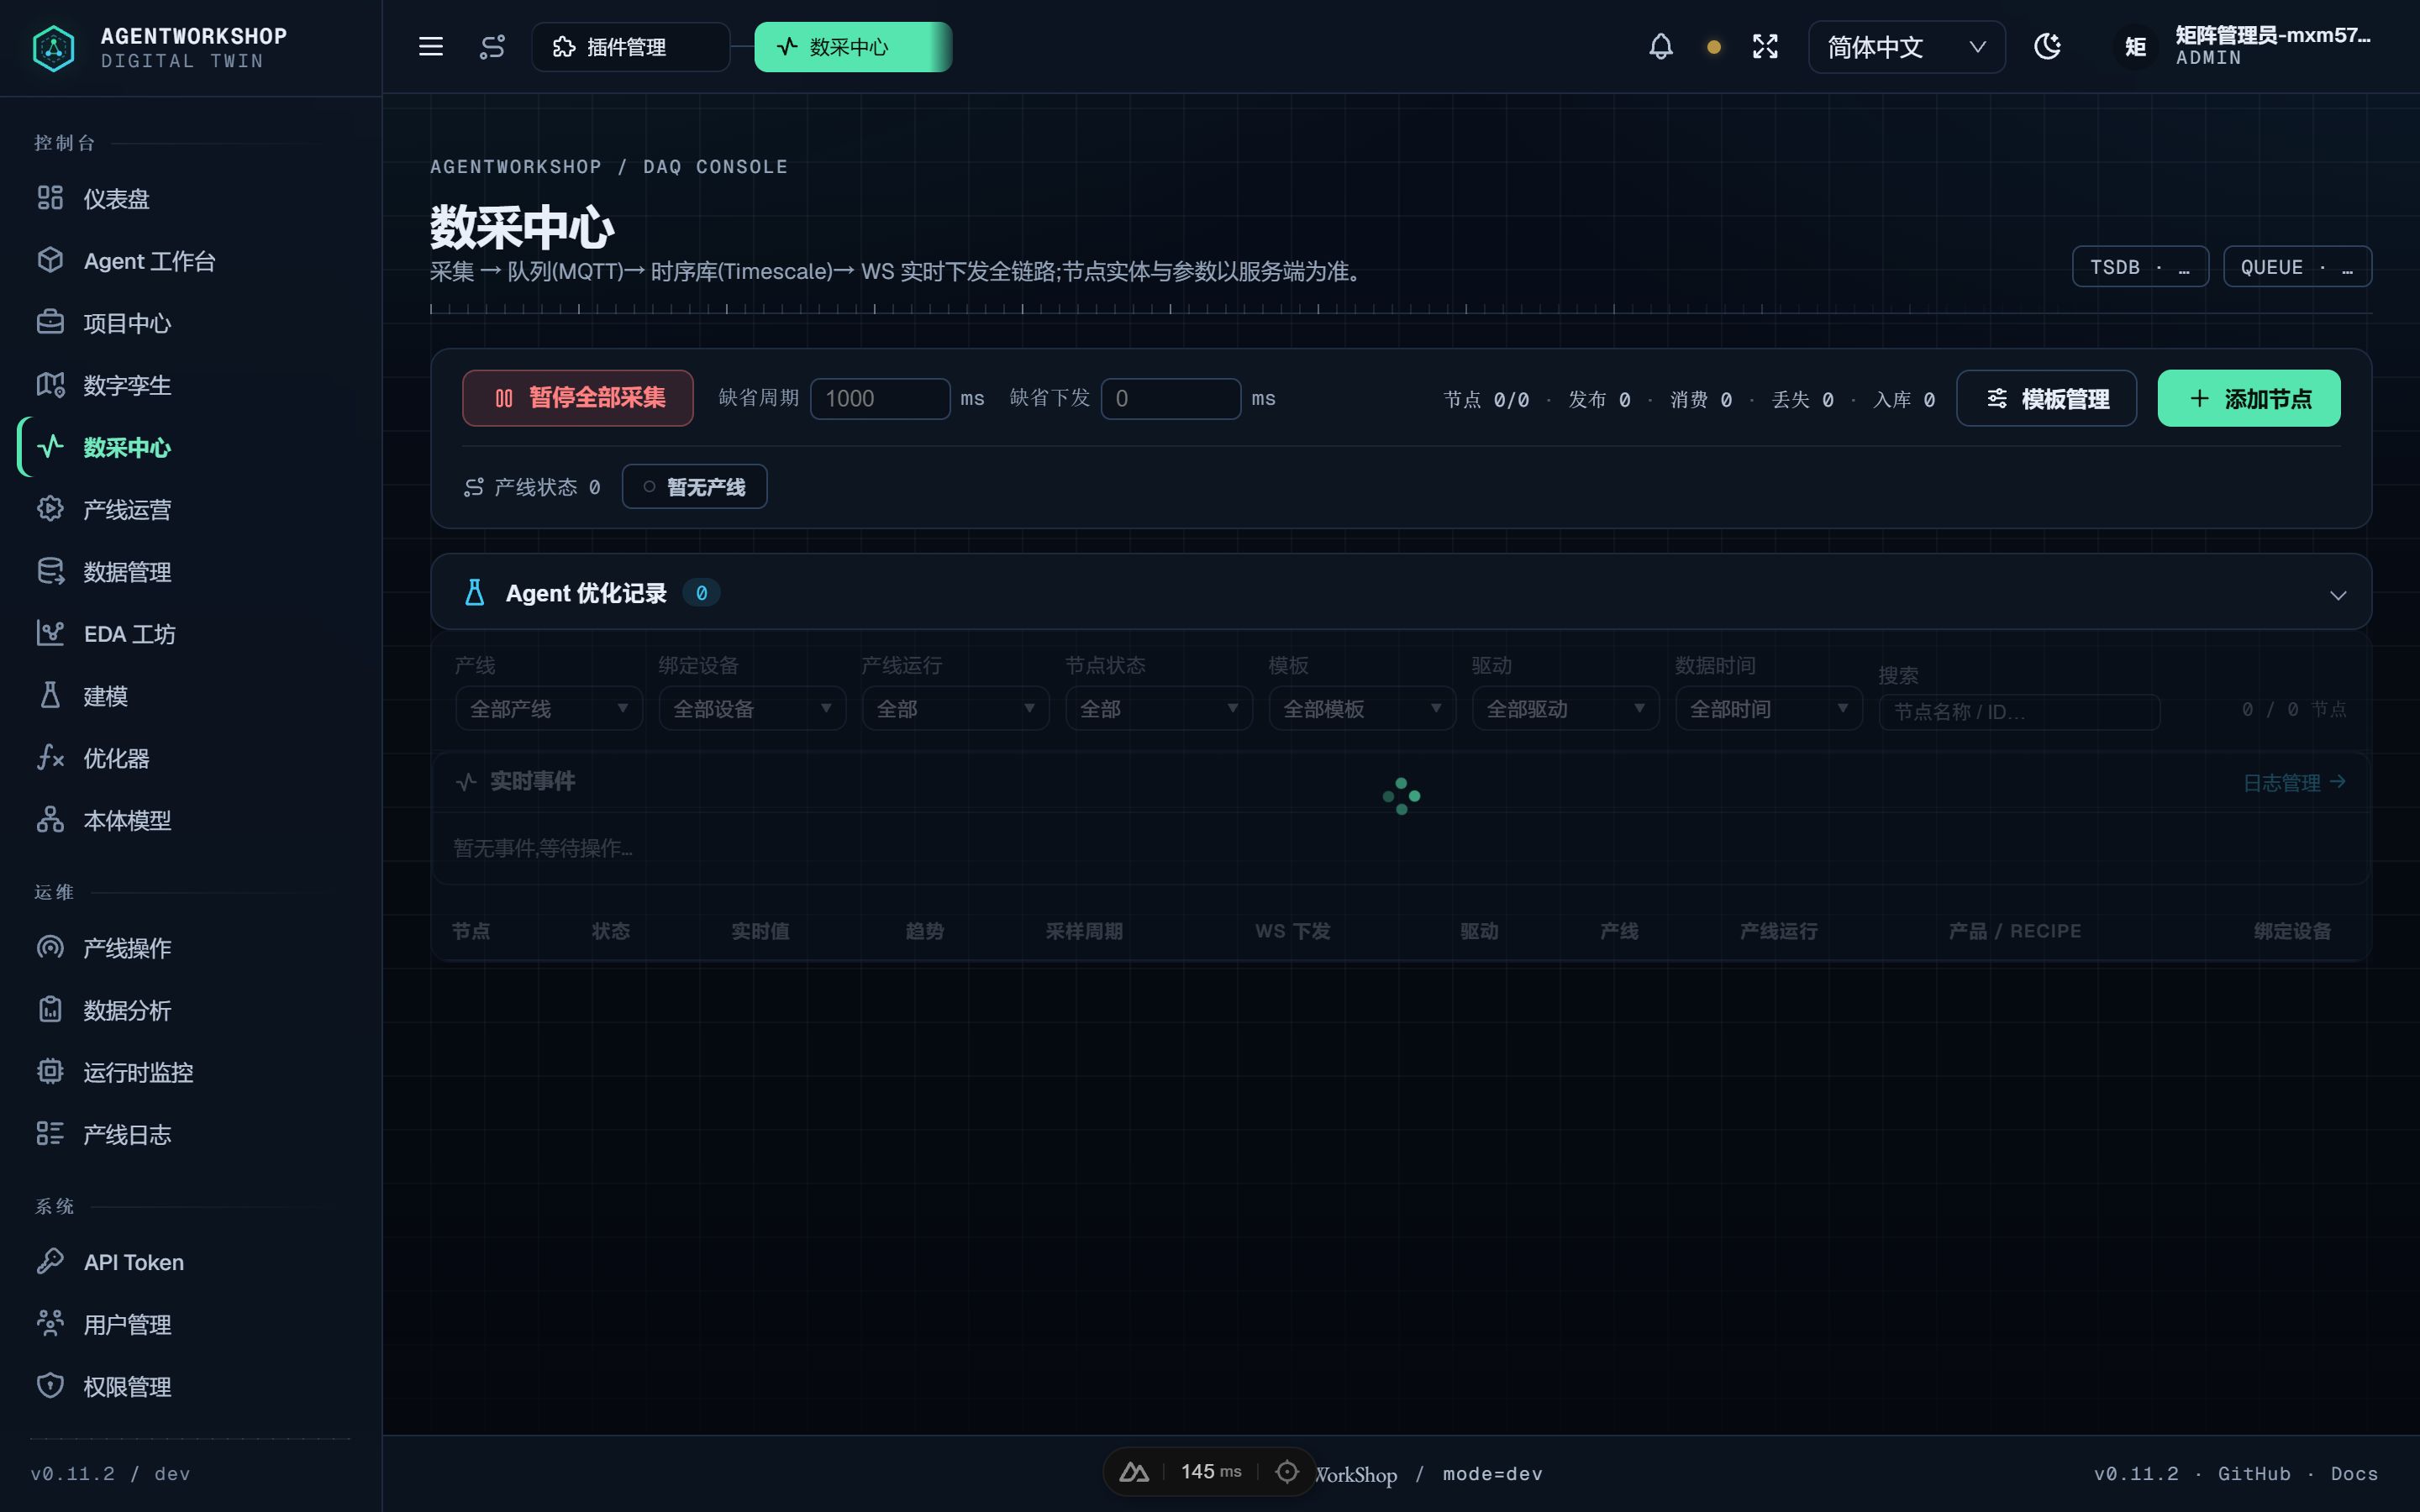 AGENTWORKSHOP
DIGITAL TWIN
控制台
仪表盘
Agent 工作台
项目中心
数字孪生
数采中心
产线运营
数据管理
EDA 工坊
建模
优化器
本体模型
运维
产线操作
数据分析
运行时监控
产线日志
系统
API Token
用户管理
权限管理
v0.11.2 / dev
插件管理
数采中心
简体中文
矩
矩阵管理员-mxm57…
ADMIN
AGENTWORKSHOP / DAQ CONSOLE
数采中心
采集 → 队列(MQTT)→ 时序库(Timescale)→ WS 实时下发全链路;节点实体与参数以服务端为准。
TSDB · …
QUEUE · …
暂停全部采集
缺省周期 1000 ms
缺省下发 0 ms
节点 0/0 · 发布 0 · 消费 0 · 丢失 0 · 入库 0
模板管理
添加节点
产线状态 0
暂无产线
Agent 优化记录 0
产线 绑定设备 产线运行 节点状态 模板 驱动 数据时间 搜索
全部产线 全部设备 全部 全部 全部模板 全部驱动 全部时间 节点名称 / ID… 0 / 0 节点
实时事件
日志管理 →
暂无事件,等待操作…
节点 状态 实时值 趋势 采样周期 WS 下发 驱动 产线 产线运行 产品 / RECIPE 绑定设备
145 ms
WorkShop / mode=dev
v0.11.2 · GitHub · Docs